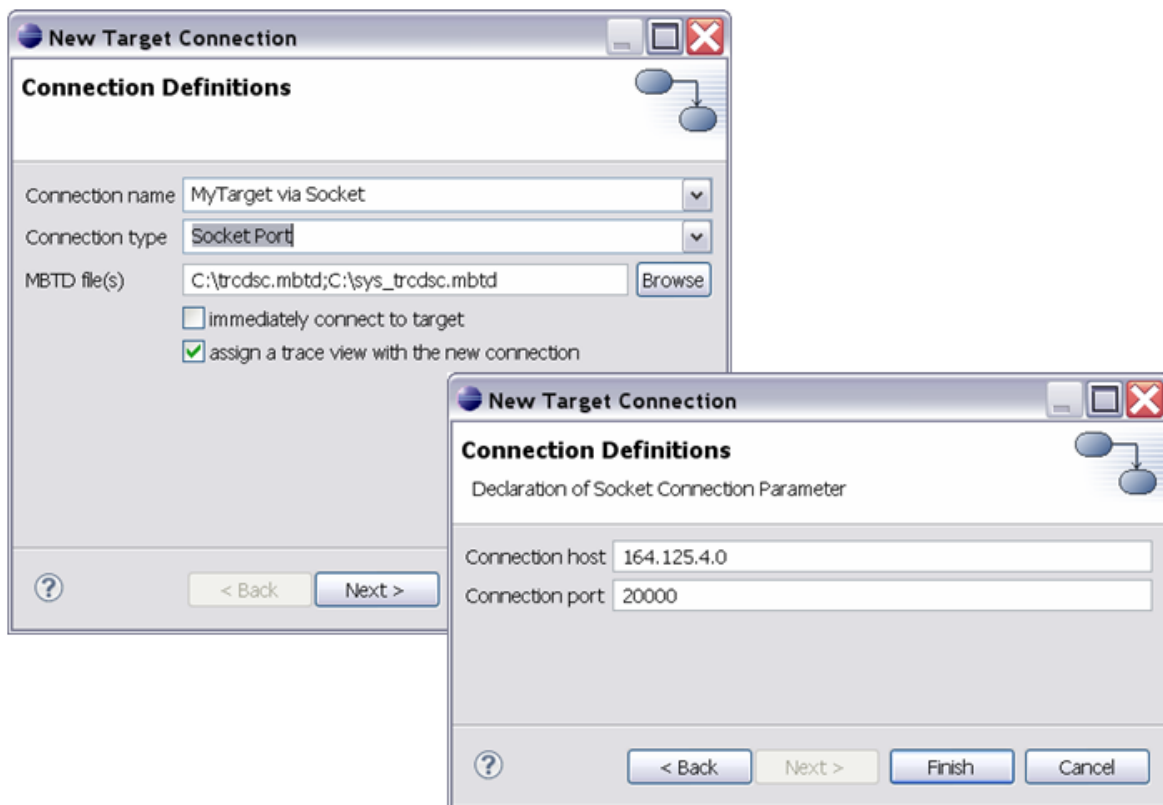 New Target Connection
Connection Definitions
Connection name MyTarget via Socket
Connection type Socket Port
MBTD file(s) C:\trcdsc.mbtd;C:\sys_trcdsc.mbtd Browse
immediately connect to target
assign a trace view with the new connection
? < Back Next >
New Target Connection
Connection Definitions
Declaration of Socket Connection Parameter
Connection host 164.125.4.0
Connection port 20000
? < Back Next > Finish Cancel